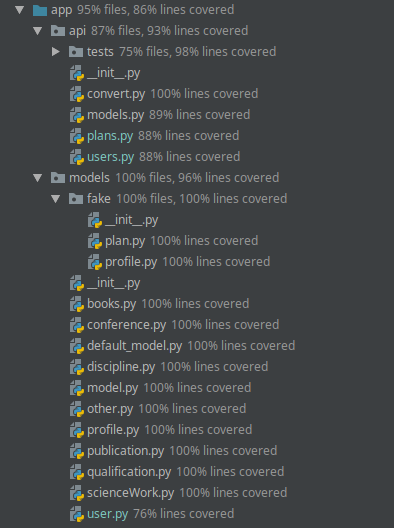 app 95% files, 86% lines covered
api 87% files, 93% lines covered
tests 75% files, 98% lines covered
__init__.py
convert.py 100% lines covered
models.py 89% lines covered
plans.py 88% lines covered
users.py 88% lines covered
models 100% files, 96% lines covered
fake 100% files, 100% lines covered
__init__.py
plan.py 100% lines covered
profile.py 100% lines covered
__init__.py
books.py 100% lines covered
conference.py 100% lines covered
default_model.py 100% lines covered
discipline.py 100% lines covered
model.py 100% lines covered
other.py 100% lines covered
profile.py 100% lines covered
publication.py 100% lines covered
qualification.py 100% lines covered
scienceWork.py 100% lines covered
user.py 76% lines covered